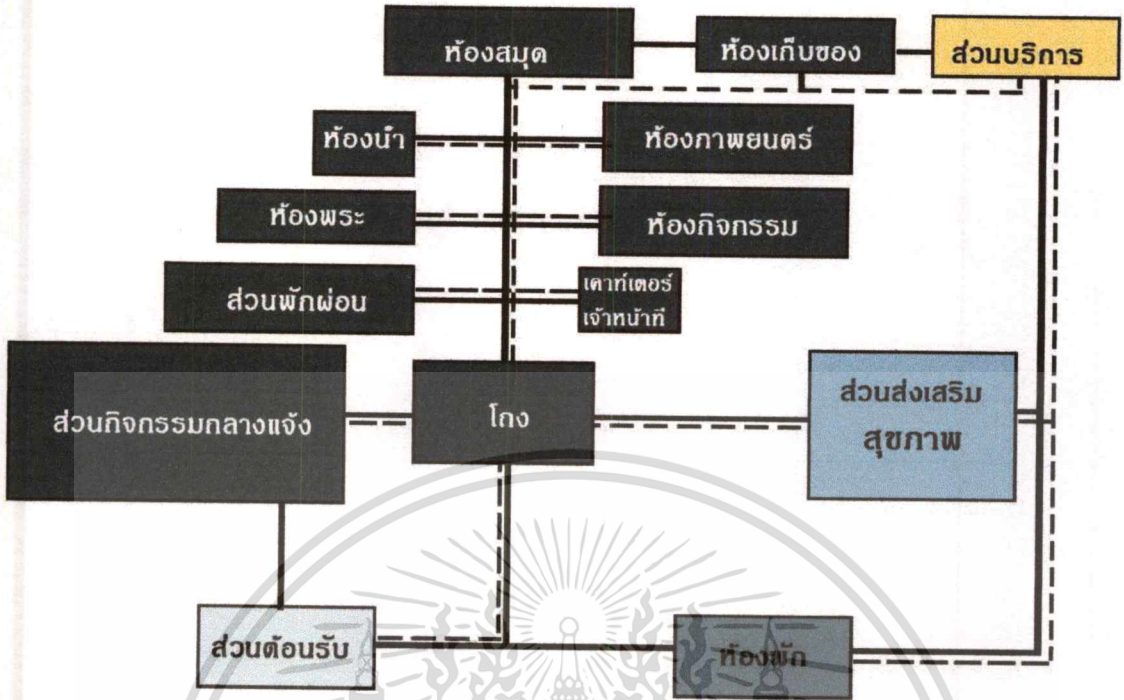 ห้องสมุด
ห้องเก็บของ
ส่วนบริการ
ห้องน้ำ
ห้องภาพยนตร์
ห้องพระ
ห้องกิจกรรม
ส่วนพักผ่อน
เคาท์เตอร์
เจ้าหน้าที่
ส่วนกิจกรรมกลางแจ้ง
โถง
ส่วนส่งเสริม
สุขภาพ
ส่วนต้อนรับ
ห้องพัก